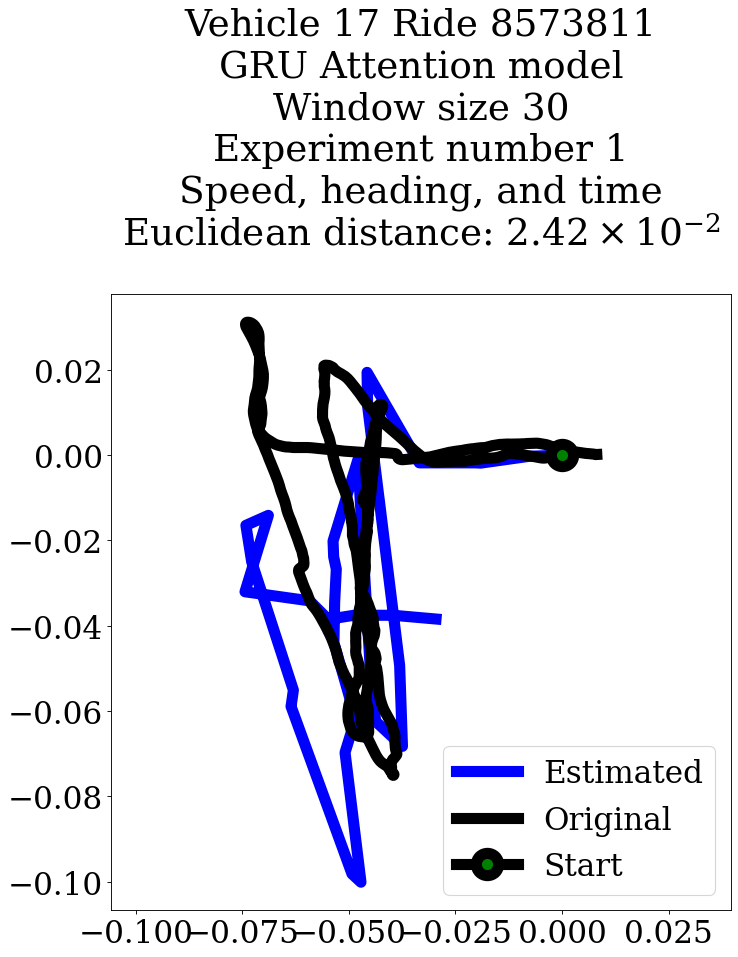 Vehicle 17 Ride 8573811
GRU Attention model
Window size 30
Experiment number 1
Speed, heading, and time
Euclidean distance: 2.42 × 10⁻²
0.02
0.00
−0.02
−0.04
−0.06
−0.08
−0.10
Estimated
Original
Start
−0.100 −0.075 −0.050 −0.025 0.000 0.025